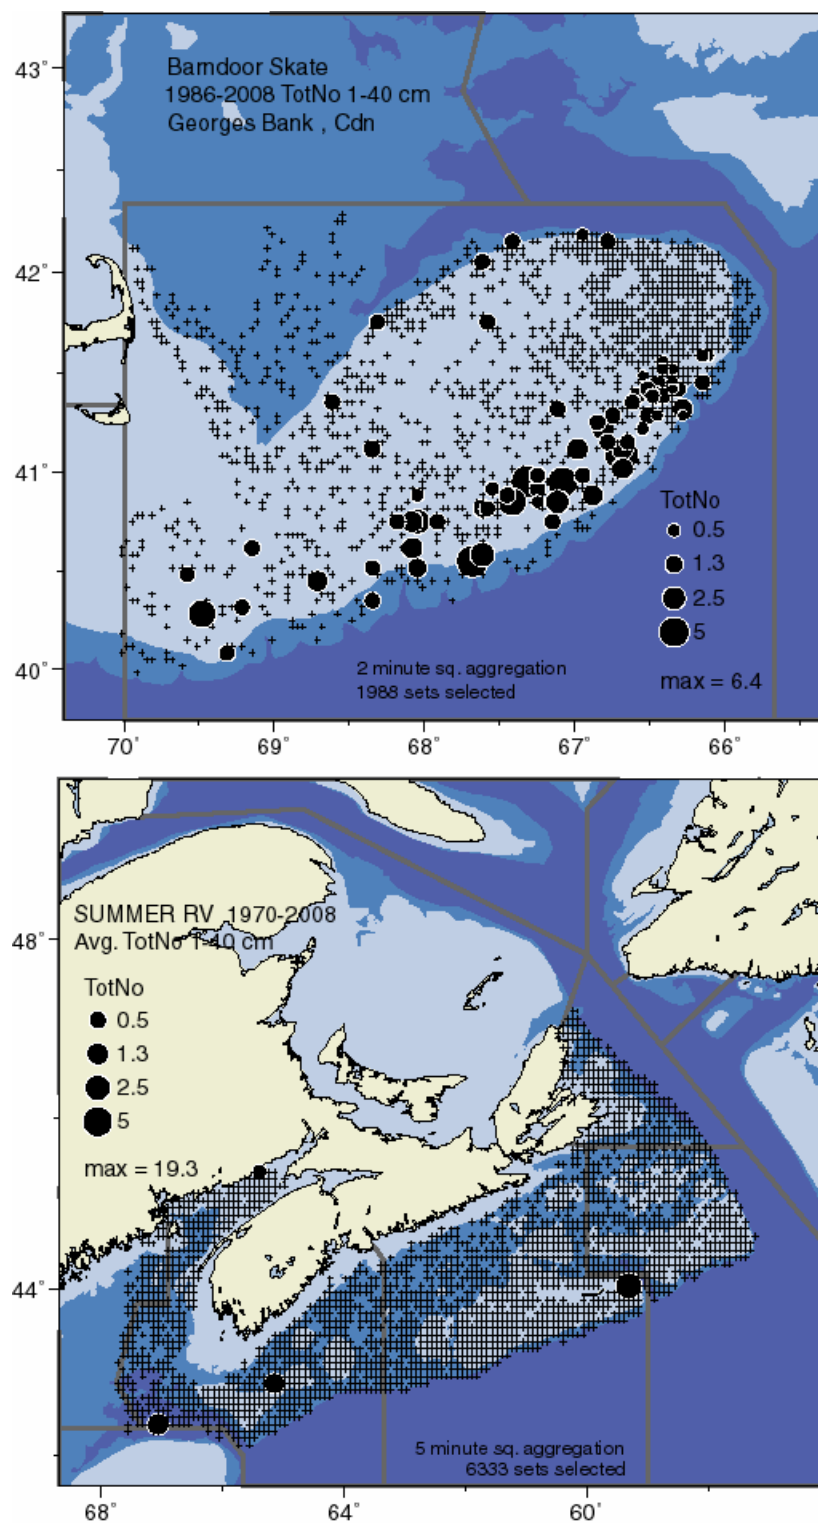 43°
Barndoor Skate
1986-2008 TotNo 1-40 cm
Georges Bank , Cdn
42°
41°
TotNo
0.5
1.3
2.5
5
40°
2 minute sq. aggregation
1988 sets selected
max = 6.4
70° 69° 68° 67° 66°
SUMMER RV 1970-2008
48°
Avg. TotNo 1-40 cm
TotNo
0.5
1.3
2.5
5
max = 19.3
44°
5 minute sq. aggregation
6333 sets selected
68° 64° 60°